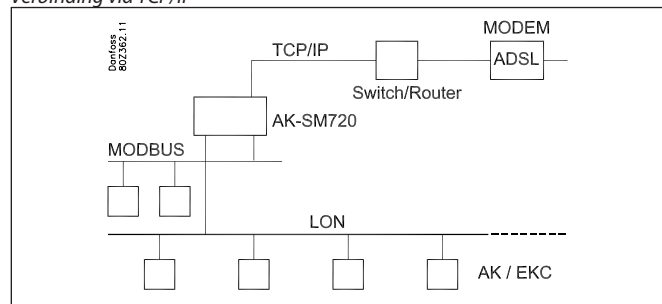 Verbinding via TCP/IP
Danfoss
80Z362.11
MODEM
TCP/IP
ADSL
Switch/Router
AK-SM720
MODBUS
LON
AK / EKC